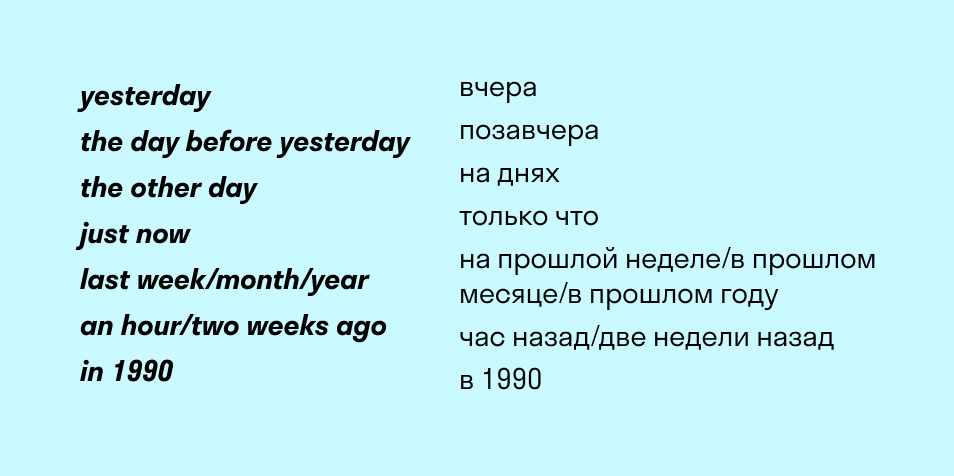 yesterday
the day before yesterday
the other day
just now
last week/month/year
an hour/two weeks ago
in 1990
вчера
позавчера
на днях
только что
на прошлой неделе/в прошлом
месяце/в прошлом году
час назад/две недели назад
в 1990